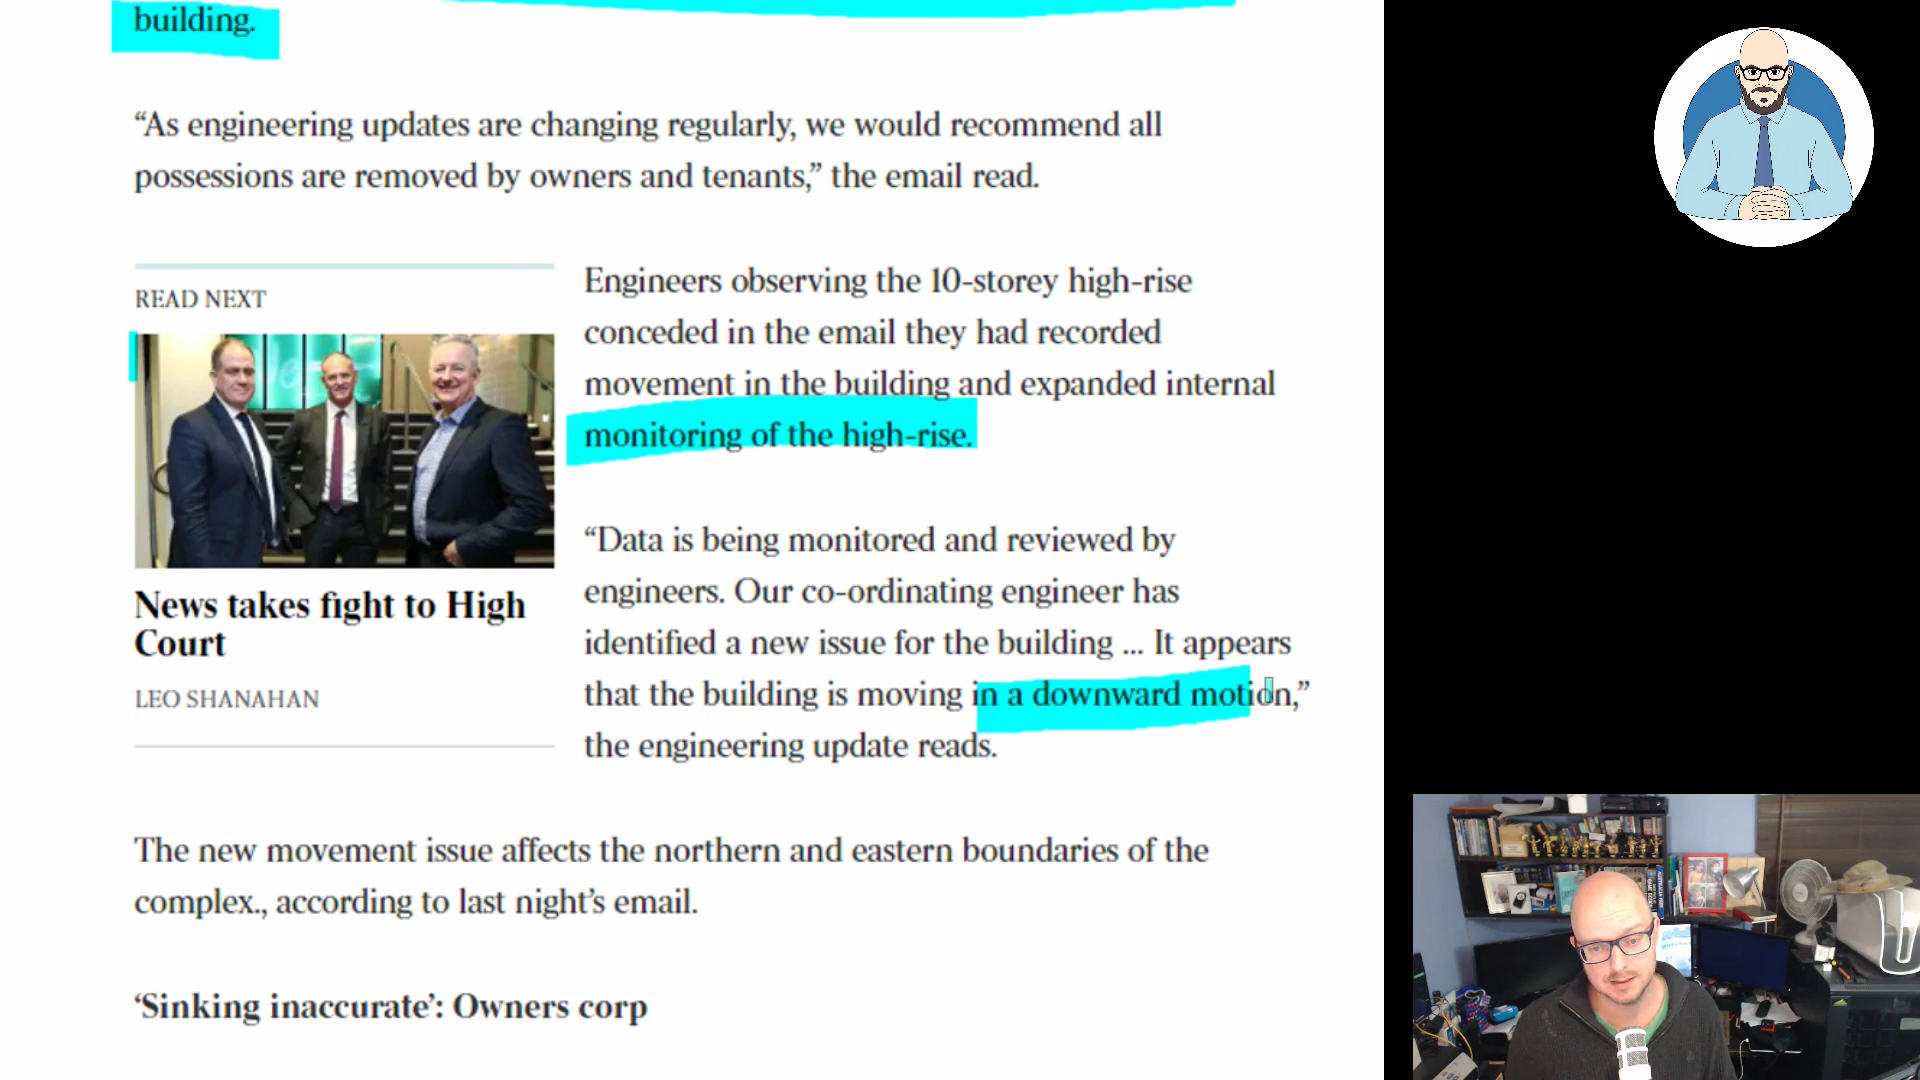 building.
“As engineering updates are changing regularly, we would recommend all
possessions are removed by owners and tenants,” the email read.
READ NEXT
News takes fight to High
Court
LEO SHANAHAN
Engineers observing the 10-storey high-rise
conceded in the email they had recorded
movement in the building and expanded internal
monitoring of the high-rise.
“Data is being monitored and reviewed by
engineers. Our co-ordinating engineer has
identified a new issue for the building ... It appears
that the building is moving in a downward motion,”
the engineering update reads.
The new movement issue affects the northern and eastern boundaries of the
complex., according to last night’s email.
‘Sinking inaccurate’: Owners corp